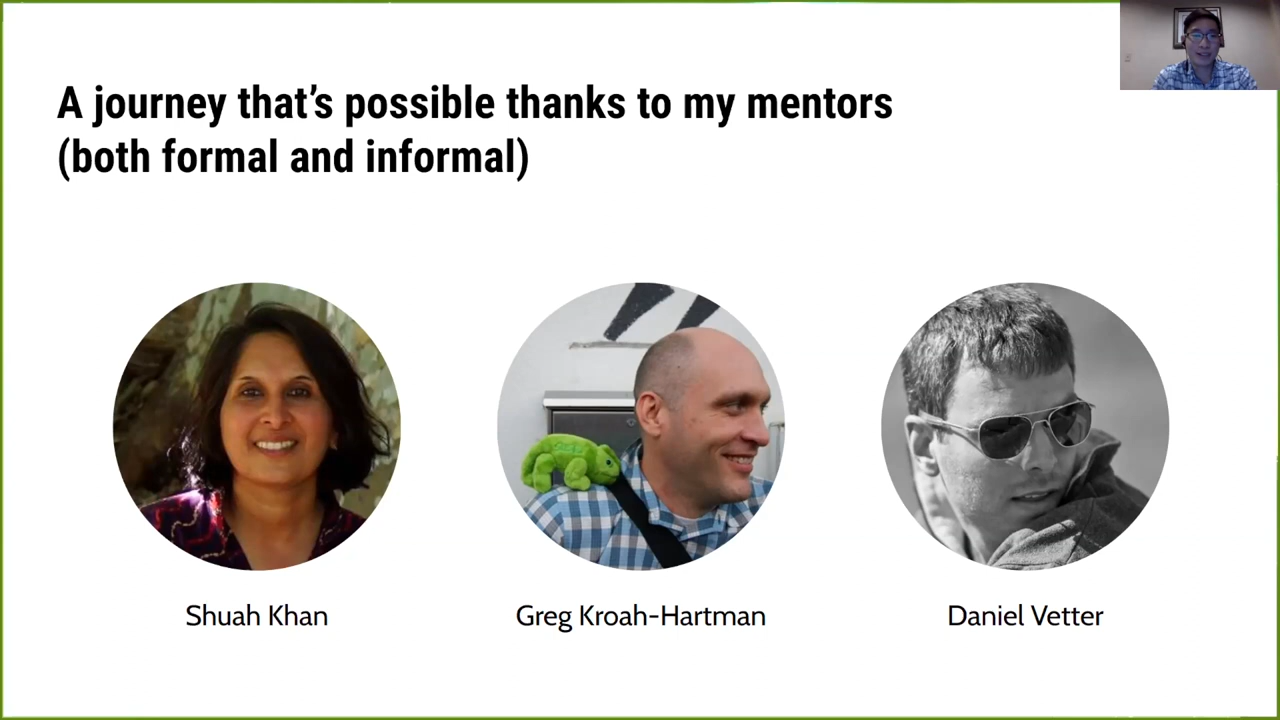 A journey that's possible thanks to my mentors
(both formal and informal)
Shuah Khan
Greg Kroah-Hartman
Daniel Vetter